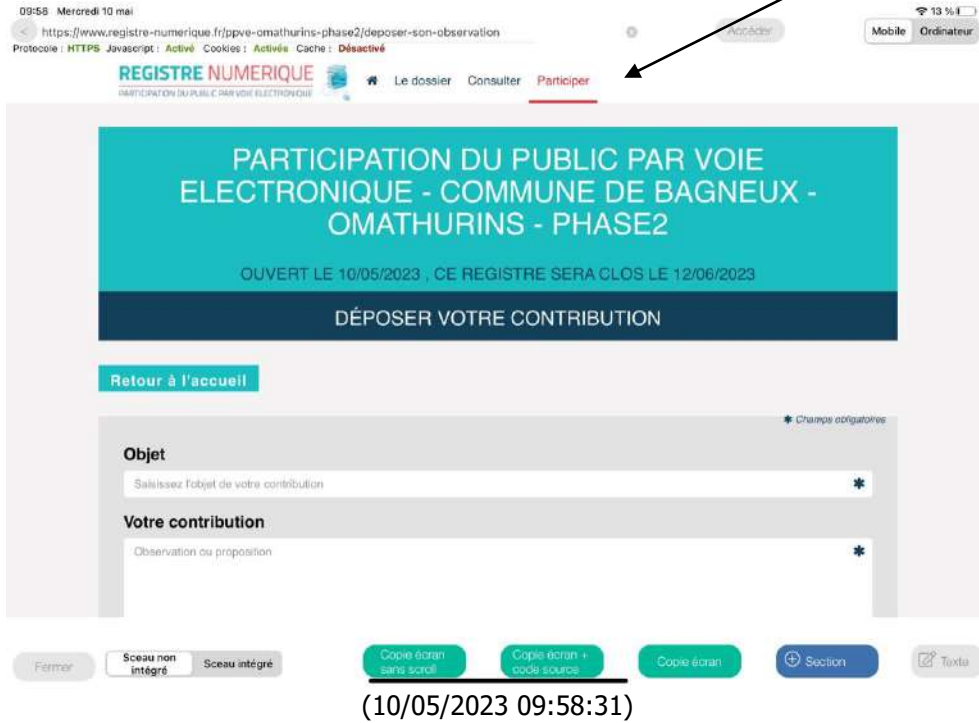 09:58 Mercredi 10 mai
13 %
https://www.registre-numerique.fr/ppve-omathurins-phase2/deposer-son-observation
Accéder
Mobile
Ordinateur
Protocole : HTTPS Javascript : Activé Cookies : Activés Cache : Désactivé
REGISTRE NUMERIQUE
PARTICIPATION DU PUBLIC PAR VOIE ELECTRONIQUE
Le dossier
Consulter
Participer
PARTICIPATION DU PUBLIC PAR VOIE
ELECTRONIQUE - COMMUNE DE BAGNEUX -
OMATHURINS - PHASE2
OUVERT LE 10/05/2023 , CE REGISTRE SERA CLOS LE 12/06/2023
DÉPOSER VOTRE CONTRIBUTION
Retour à l'accueil
* Champs obligatoires
Objet
Saisissez l'objet de votre contribution *
Votre contribution
Observation ou proposition *
Fermer
Sceau non
intégré
Sceau intégré
Copie écran
sans scroll
Copie écran +
code source
Copie écran
Section
Texte
(10/05/2023 09:58:31)